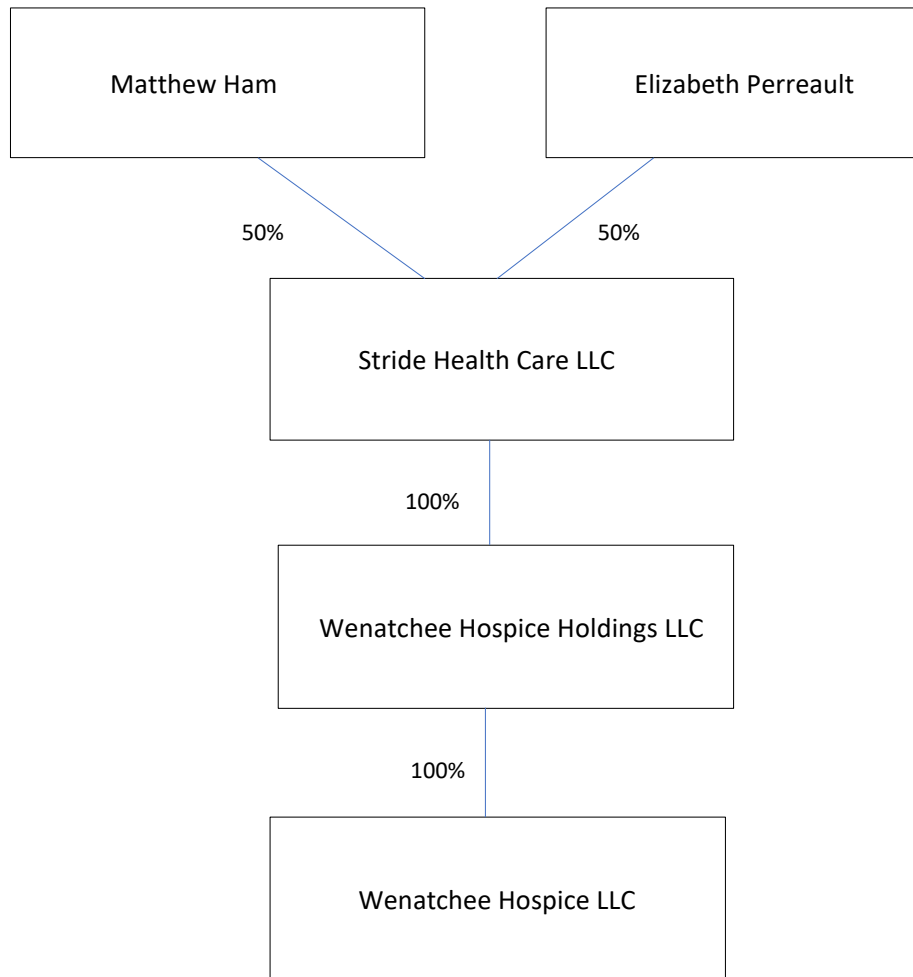 Matthew Ham
Elizabeth Perreault
50%
50%
Stride Health Care LLC
100%
Wenatchee Hospice Holdings LLC
100%
Wenatchee Hospice LLC